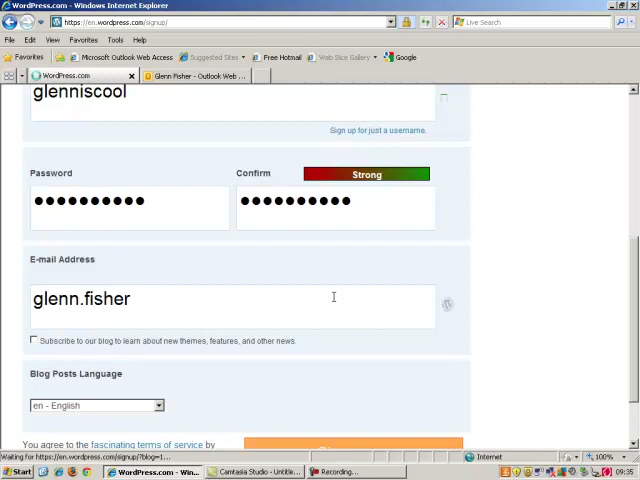 WordPress.com - Windows Internet Explorer
https://en.wordpress.com/signup/
Live Search
File Edit View Favorites Tools Help
Favorites Microsoft Outlook Web Access Suggested Sites Free Hotmail Web Slice Gallery Google
WordPress.com Glenn Fisher - Outlook Web ...
glenniscool
Sign up for just a username.
Password Confirm Strong
E-mail Address
glenn.fisher
Subscribe to our blog to learn about new themes, features, and other news.
Blog Posts Language
en - English
You agree to the fascinating terms of service by
Waiting for https://en.wordpress.com/signup/?blog=1... Internet 100%
Start WordPress.com - Win... Camtasia Studio - Untitle... Recording... 09:35